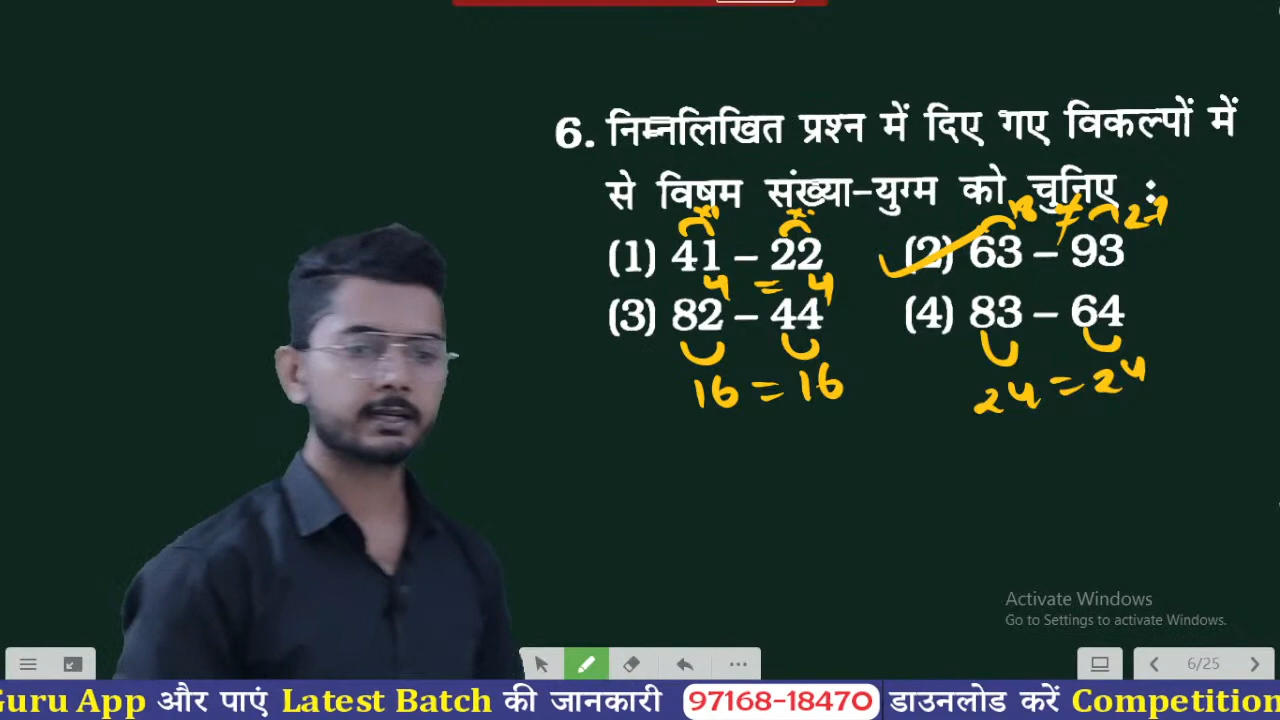 6. निम्नलिखित प्रश्न में दिए गए विकल्पों में
से विषम संख्या-युग्म को चुनिए :
18 ≠ 27
(1) 41 – 22 (2) 63 – 93
4 = 4
(3) 82 – 44 (4) 83 – 64
16 = 16 24 = 24
Activate Windows
Go to Settings to activate Windows.
6/25
Guru App और पाएं Latest Batch की जानकारी 97168-18470 डाउनलोड करें Competition